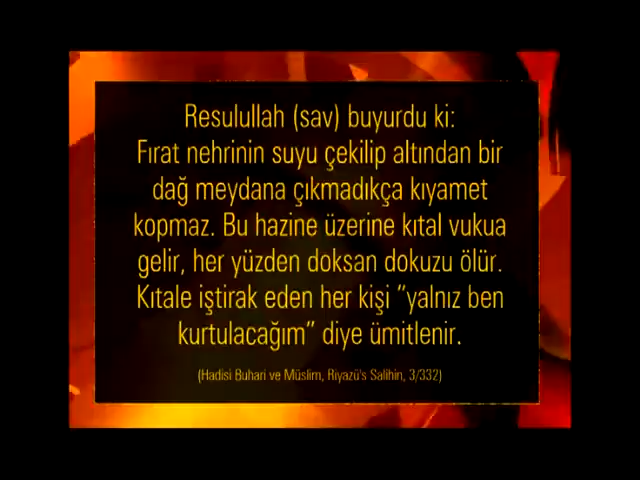 Resulullah (sav) buyurdu ki:
Fırat nehrinin suyu çekilip altından bir
dağ meydana çıkmadıkça kıyamet
kopmaz. Bu hazine üzerine kıtal vukua
gelir, her yüzden doksan dokuzu ölür.
Kıtale iştirak eden her kişi “yalnız ben
kurtulacağım” diye ümitlenir.
(Hadisi Buhari ve Müslim, Riyazü's Salihin, 3/332)